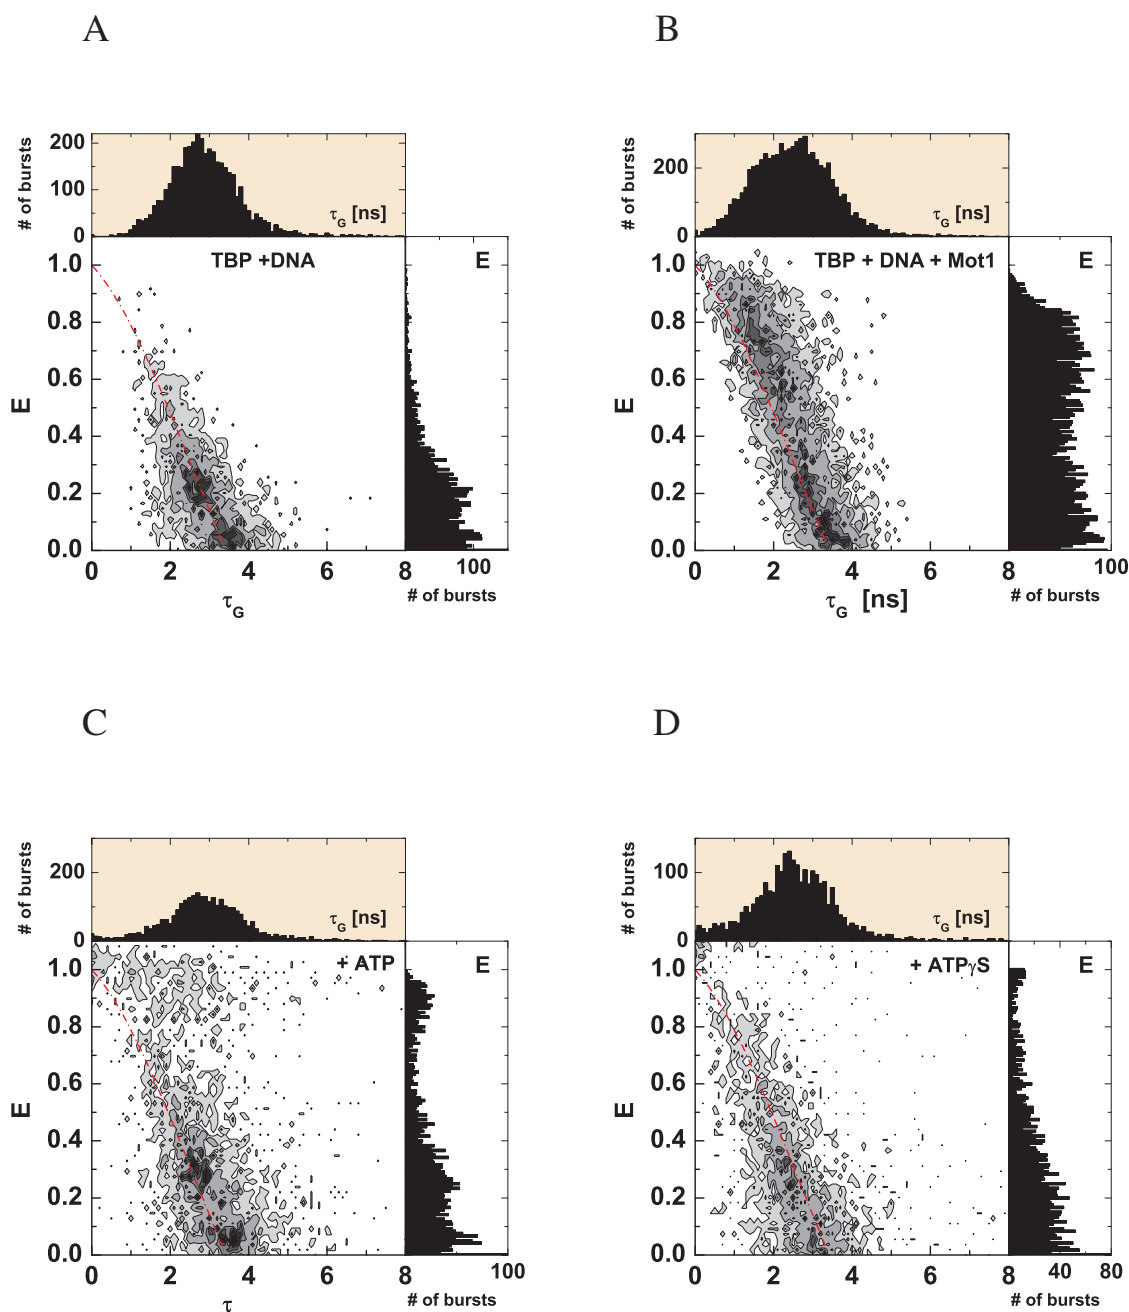 A
B
# of bursts
200
100
0
τG [ns]
# of bursts
200
0
τG [ns]
E
1.0
0.8
0.6
0.4
0.2
0.0
TBP +DNA
E
0 2 4 6 8 100
τG
# of bursts
E
1.0
0.8
0.6
0.4
0.2
0.0
TBP + DNA + Mot1
E
0 2 4 6 8 100
τG [ns]
# of bursts
C
D
# of bursts
200
0
τG [ns]
# of bursts
100
0
τG [ns]
E
1.0
0.8
0.6
0.4
0.2
0.0
+ ATP
E
0 2 4 6 8 100
τ
# of bursts
E
1.0
0.8
0.6
0.4
0.2
0.0
+ ATPγS
E
0 2 4 6 8 40 80
# of bursts